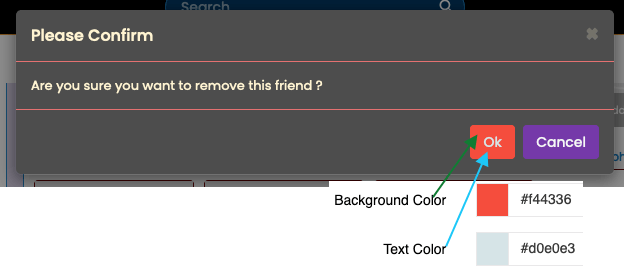 Search
Please Confirm
Are you sure you want to remove this friend ?
Ok Cancel
Background Color #f44336
Text Color #d0e0e3